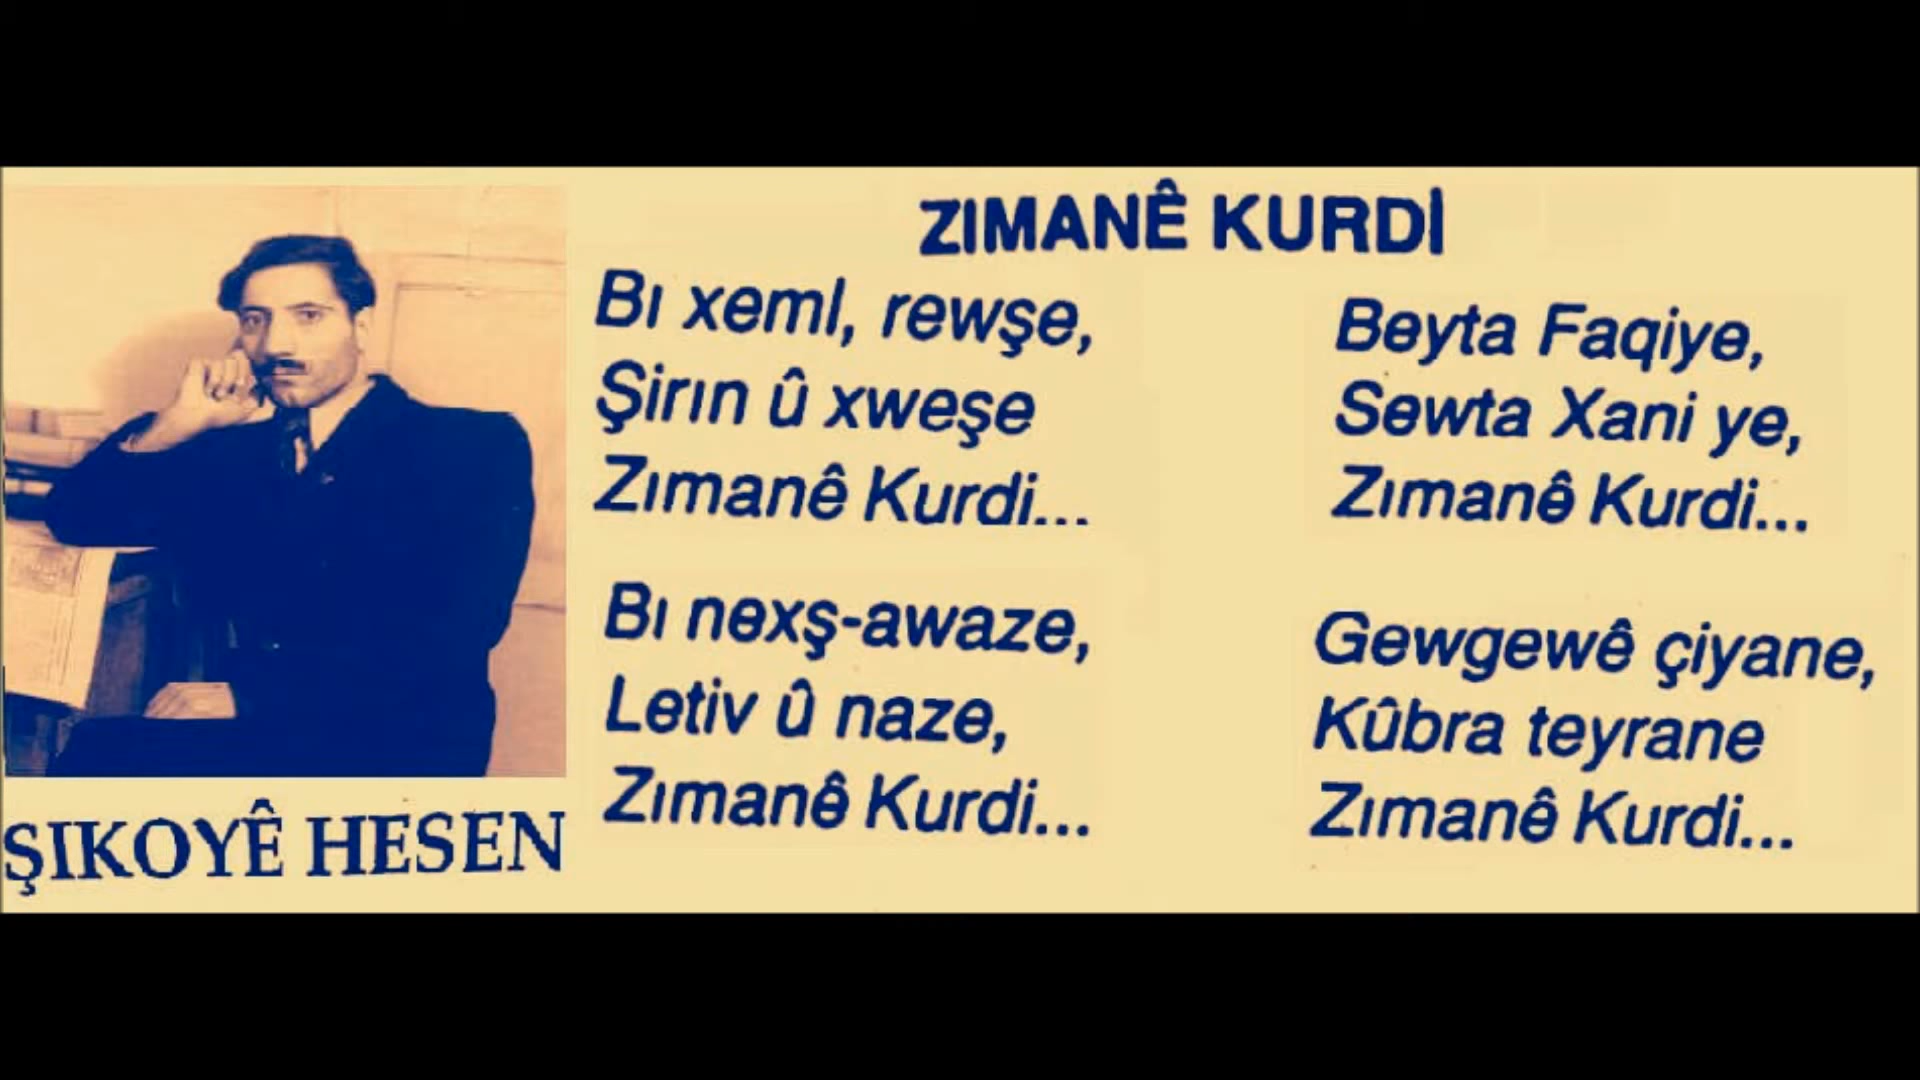 ZIMANÊ KURDİ
Bı xeml, rewşe,
Şirın û xweşe
Zımanê Kurdi...
Bı nexş-awaze,
Letiv û naze,
Zımanê Kurdi...
Beyta Faqiye,
Sewta Xani ye,
Zımanê Kurdi...
Gewgewê çiyane,
Kûbra teyrane
Zımanê Kurdi...
ŞIKOYÊ HESEN